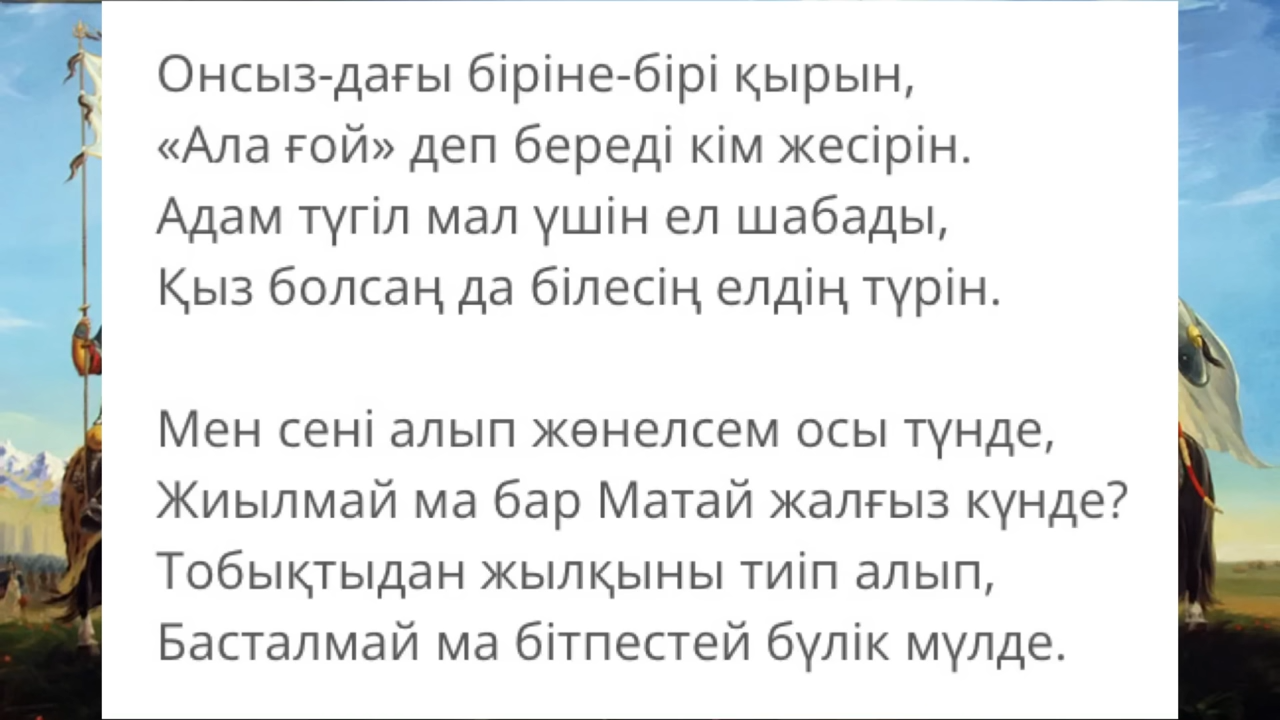 Онсыз-дағы біріне-бірі қырын,
«Ала ғой» деп береді кім жесірін.
Адам түгіл мал үшін ел шабады,
Қыз болсаң да білесің елдің түрін.
Мен сені алып жөнелсем осы түнде,
Жиылмай ма бар Матай жалғыз күнде?
Тобықтыдан жылқыны тиіп алып,
Басталмай ма бітпестей бүлік мүлде.